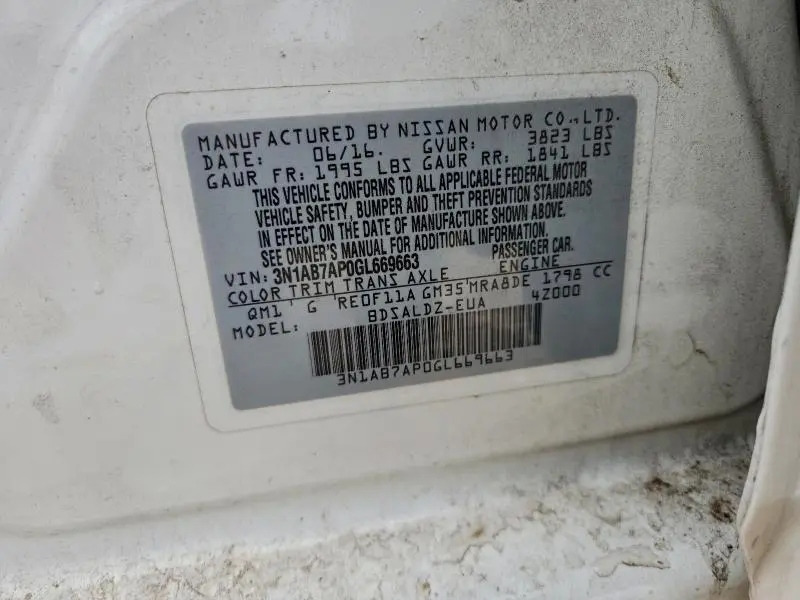 MANUFACTURED BY NISSAN MOTOR CO., LTD.
DATE: 06/16. GVWR: 3823 LBS
GAWR FR: 1995 LBS GAWR RR: 1841 LBS
THIS VEHICLE CONFORMS TO ALL APPLICABLE FEDERAL MOTOR
VEHICLE SAFETY, BUMPER AND THEFT PREVENTION STANDARDS
IN EFFECT ON THE DATE OF MANUFACTURE SHOWN ABOVE.
SEE OWNER'S MANUAL FOR ADDITIONAL INFORMATION.
VIN: 3N1AB7AP0GL669663 PASSENGER CAR.
COLOR TRIM TRANS AXLE ENGINE
QM1 ' G 'RE0F11A GM35'MRA8DE 1798 CC
MODEL: BDSALDZ-EUA 4Z000
3N1AB7AP0GL669663